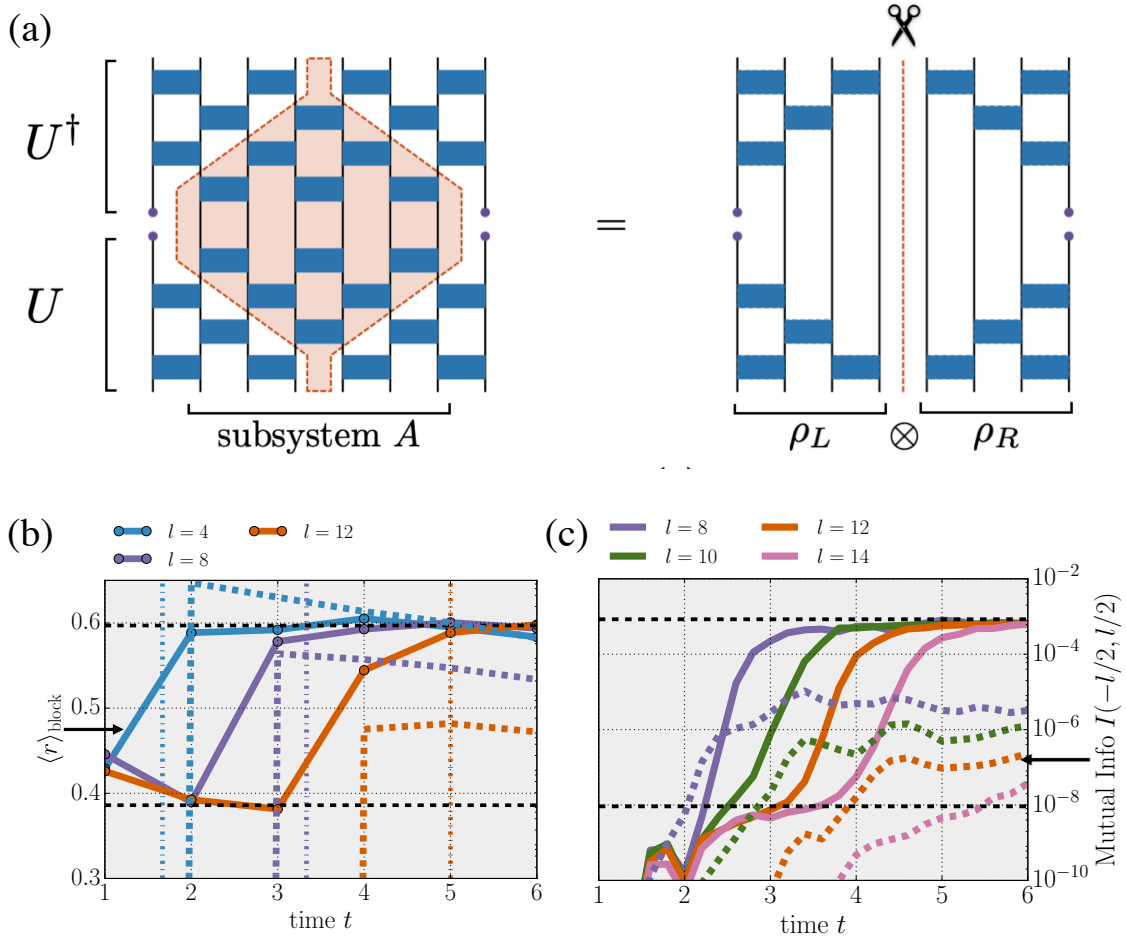 (a)
U†
U
=
subsystem A
ρ_L ⊗ ρ_R
(b)
l = 4
l = 12
l = 8
⟨r⟩block
0.6
0.5
0.4
0.3
1 2 3 4 5 6
time t
(c)
l = 8
l = 12
l = 10
l = 14
10^−2
10^−4
10^−6
10^−8
10^−10
Mutual Info I(−l/2, l/2)
1 2 3 4 5 6
time t